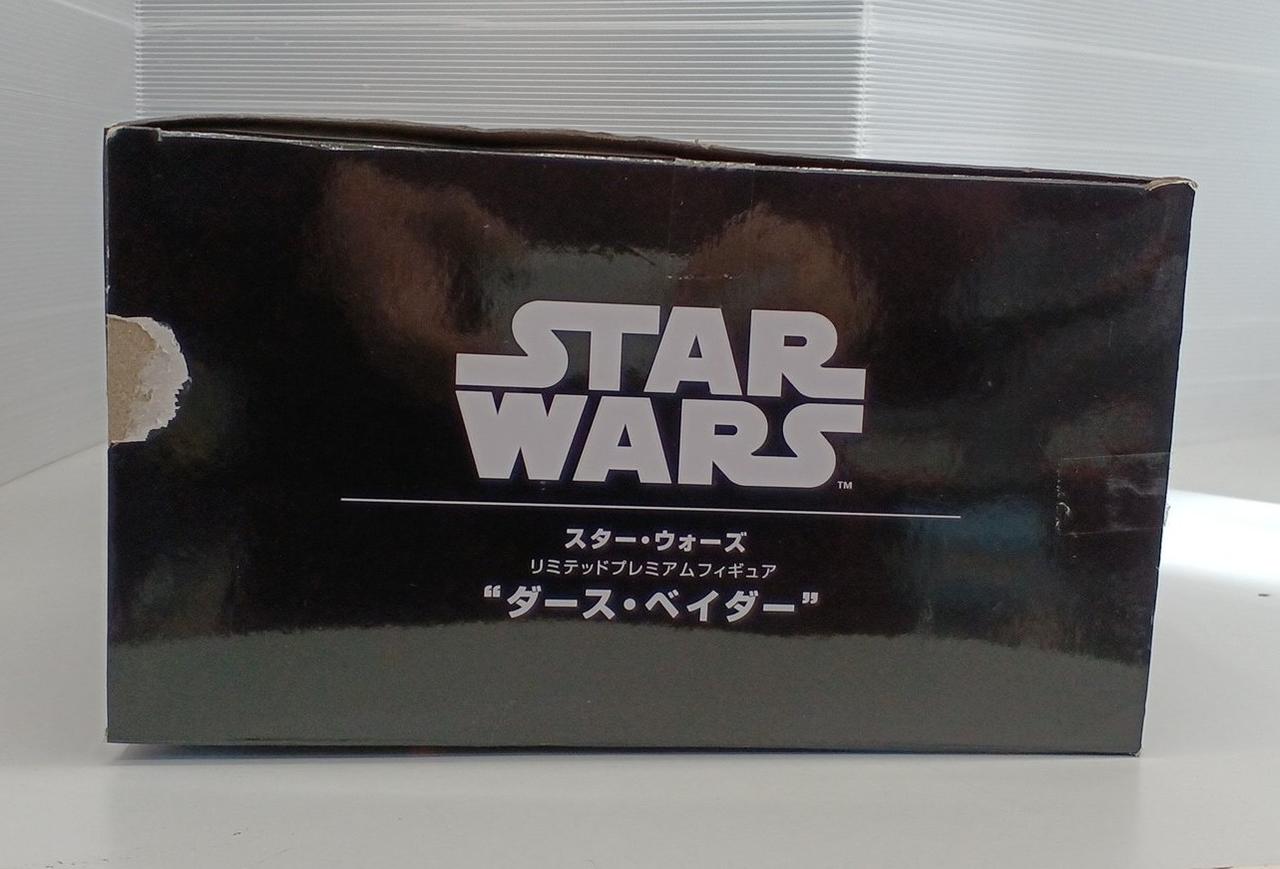 STAR
WARS
TM
スター・ウォーズ
リミテッドプレミアムフィギュア
“ダース・ベイダー”